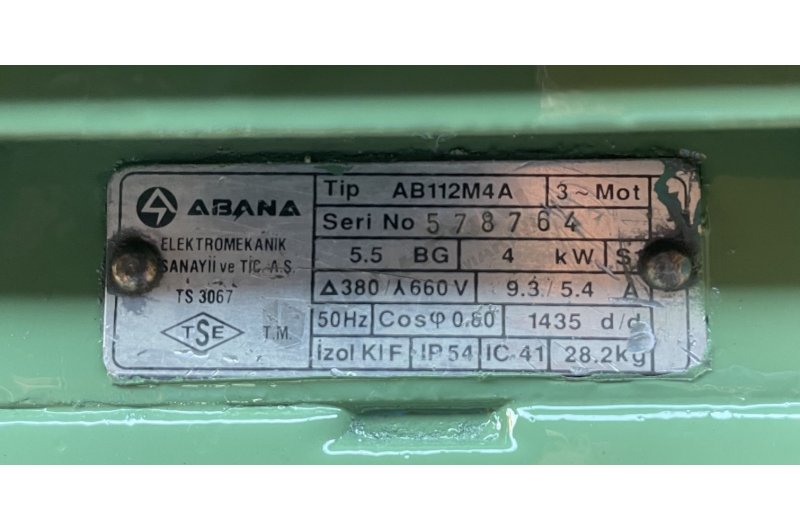 ABANA
ELEKTROMEKANİK
SANAYİİ ve TİC. A.Ş.
TS 3067
TSE T.M.
Tip AB112M4A 3~Mot
Seri No 578764
5.5 BG 4 kW S
Δ380/⅄660V 9.3/5.4 A
50Hz Cosφ 0,80 1435 d/d
İzol Kl F IP 54 IC 41 28.2kg